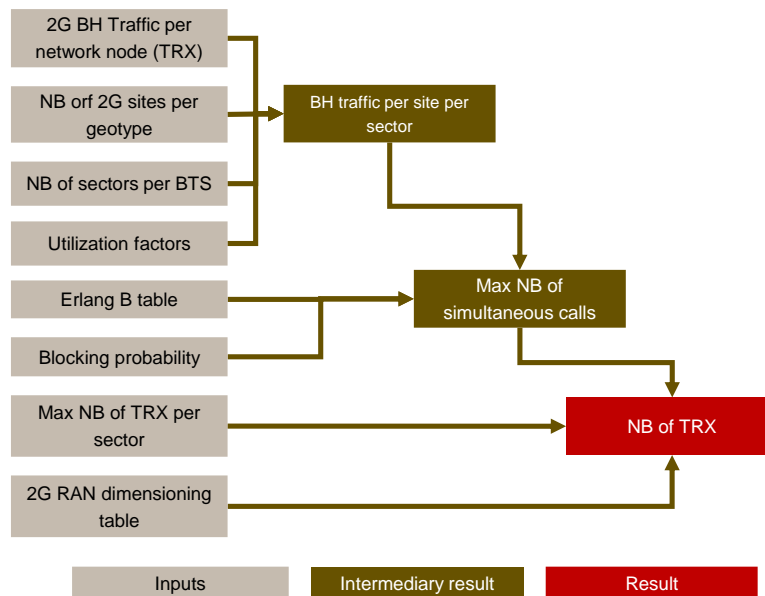 2G BH Traffic per
network node (TRX)
NB orf 2G sites per
geotype
NB of sectors per BTS
Utilization factors
Erlang B table
Blocking probability
Max NB of TRX per
sector
2G RAN dimensioning
table
BH traffic per site per
sector
Max NB of
simultaneous calls
NB of TRX
Inputs
Intermediary result
Result